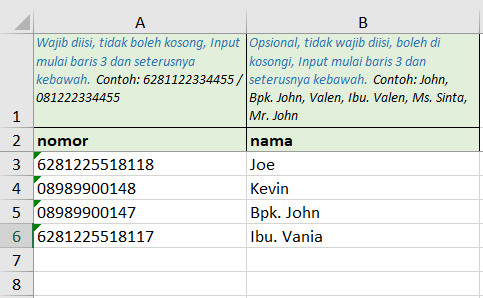 A B
Wajib diisi, tidak boleh kosong, Input
mulai baris 3 dan seterusnya
kebawah. Contoh: 6281122334455 /
081222334455
Opsional, tidak wajib diisi, boleh di
kosongi, Input mulai baris 3 dan
seterusnya kebawah. Contoh: John,
Bpk. John, Valen, Ibu. Valen, Ms. Sinta,
Mr. John
1
2 nomor nama
3 6281225518118 Joe
4 08989900148 Kevin
5 08989900147 Bpk. John
6 6281225518117 Ibu. Vania
7
8